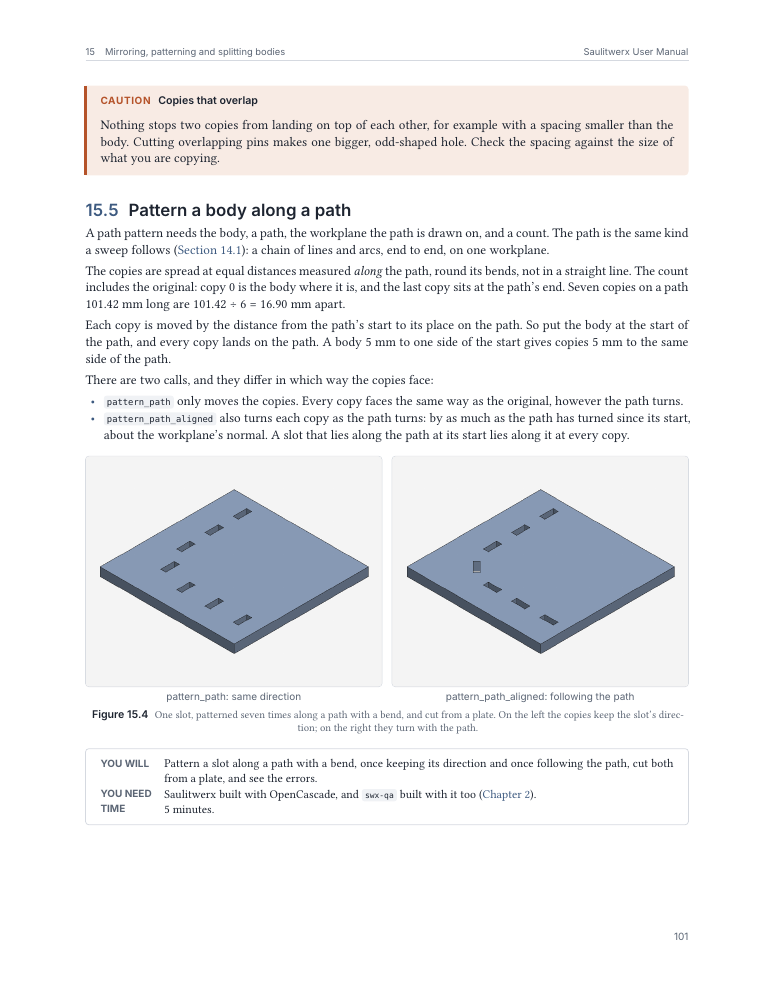 15 Mirroring, patterning and splitting bodies
Saulitwerx User Manual
CAUTION Copies that overlap
Nothing stops two copies from landing on top of each other, for example with a spacing smaller than the
body. Cutting overlapping pins makes one bigger, odd-shaped hole. Check the spacing against the size of
what you are copying.
15.5 Pattern a body along a path
A path pattern needs the body, a path, the workplane the path is drawn on, and a count. The path is the same kind
a sweep follows (Section 14.1): a chain of lines and arcs, end to end, on one workplane.
The copies are spread at equal distances measured along the path, round its bends, not in a straight line. The count
includes the original: copy 0 is the body where it is, and the last copy sits at the path's end. Seven copies on a path
101.42 mm long are 101.42 ÷ 6 = 16.90 mm apart.
Each copy is moved by the distance from the path's start to its place on the path. So put the body at the start of
the path, and every copy lands on the path. A body 5 mm to one side of the start gives copies 5 mm to the same
side of the path.
There are two calls, and they differ in which way the copies face:
• pattern_path only moves the copies. Every copy faces the same way as the original, however the path turns.
• pattern_path_aligned also turns each copy as the path turns: by as much as the path has turned since its start,
about the workplane's normal. A slot that lies along the path at its start lies along it at every copy.
pattern_path: same direction
pattern_path_aligned: following the path
Figure 15.4 One slot, patterned seven times along a path with a bend, and cut from a plate. On the left the copies keep the slot's direc-
tion; on the right they turn with the path.
YOU WILL Pattern a slot along a path with a bend, once keeping its direction and once following the path, cut both
from a plate, and see the errors.
YOU NEED Saulitwerx built with OpenCascade, and swx-qa built with it too (Chapter 2).
TIME 5 minutes.
101